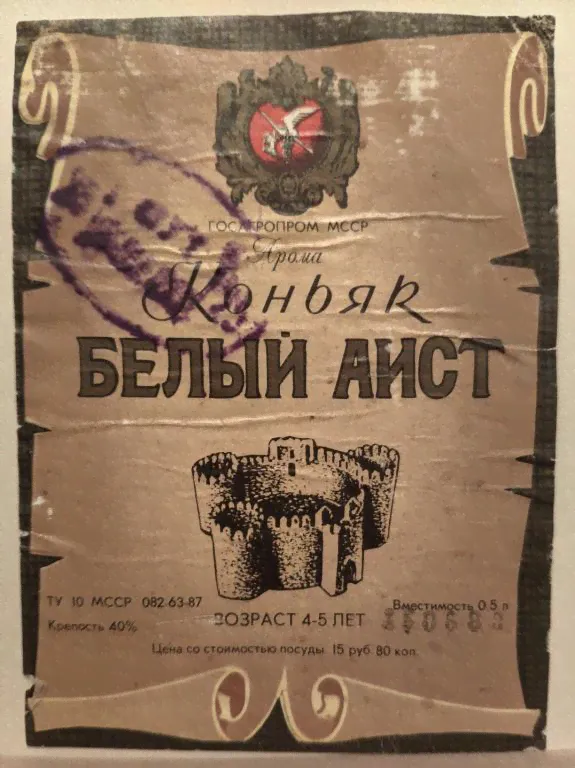 ГОСАГРОПРОМ МССР
Арома
Коньяк
БЕЛЫЙ АИСТ
ТУ 10 МССР 082-63-87
Крепость 40%
ВОЗРАСТ 4-5 ЛЕТ
Вместимость 0.5 л
Цена со стоимостью посуды 15 руб. 80 коп.